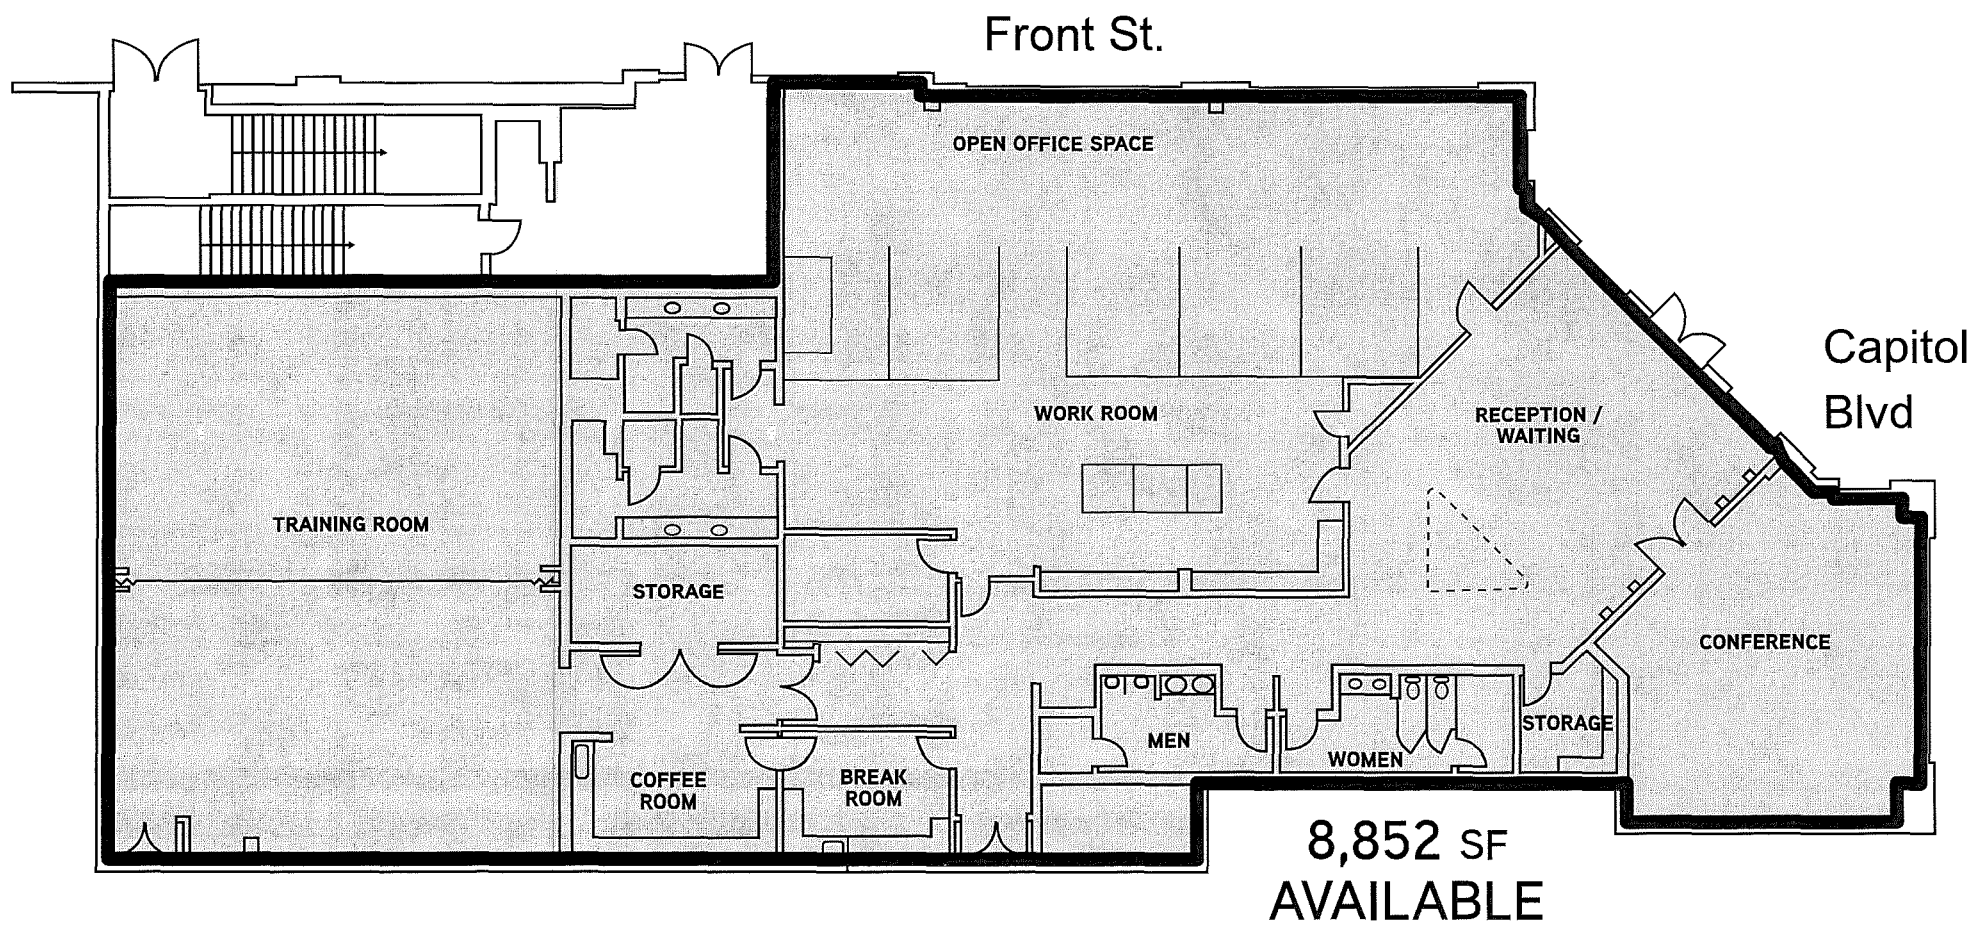 Front St.
OPEN OFFICE SPACE
Capitol
Blvd
WORK ROOM
RECEPTION /
WAITING
TRAINING ROOM
STORAGE
CONFERENCE
STORAGE
MEN
WOMEN
COFFEE
ROOM
BREAK
ROOM
8,852 SF
AVAILABLE